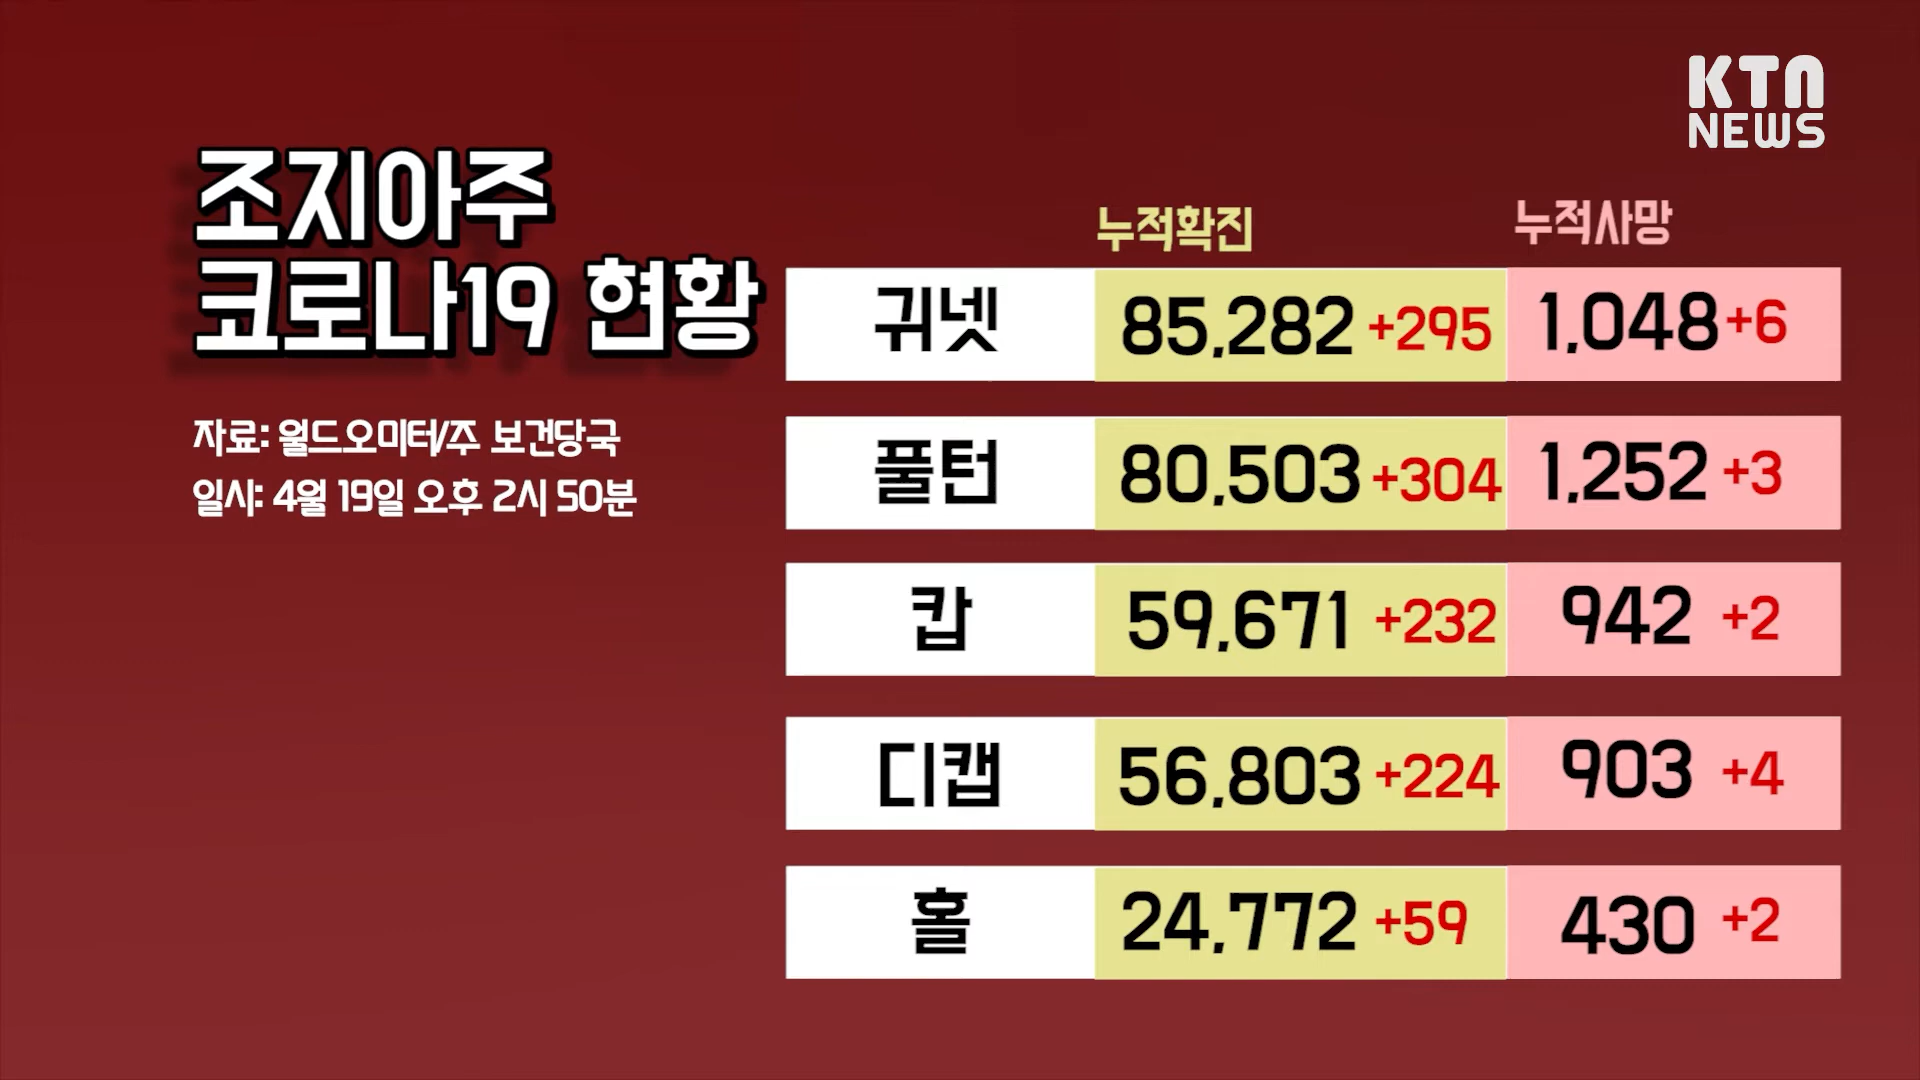 KTN
NEWS
조지아주
코로나19 현황
자료: 월드오미터/주 보건당국
일시: 4월 19일 오후 2시 50분
누적확진 누적사망
귀넷 85,282 +295 1,048 +6
풀턴 80,503 +304 1,252 +3
캅 59,671 +232 942 +2
디캡 56,803 +224 903 +4
홀 24,772 +59 430 +2